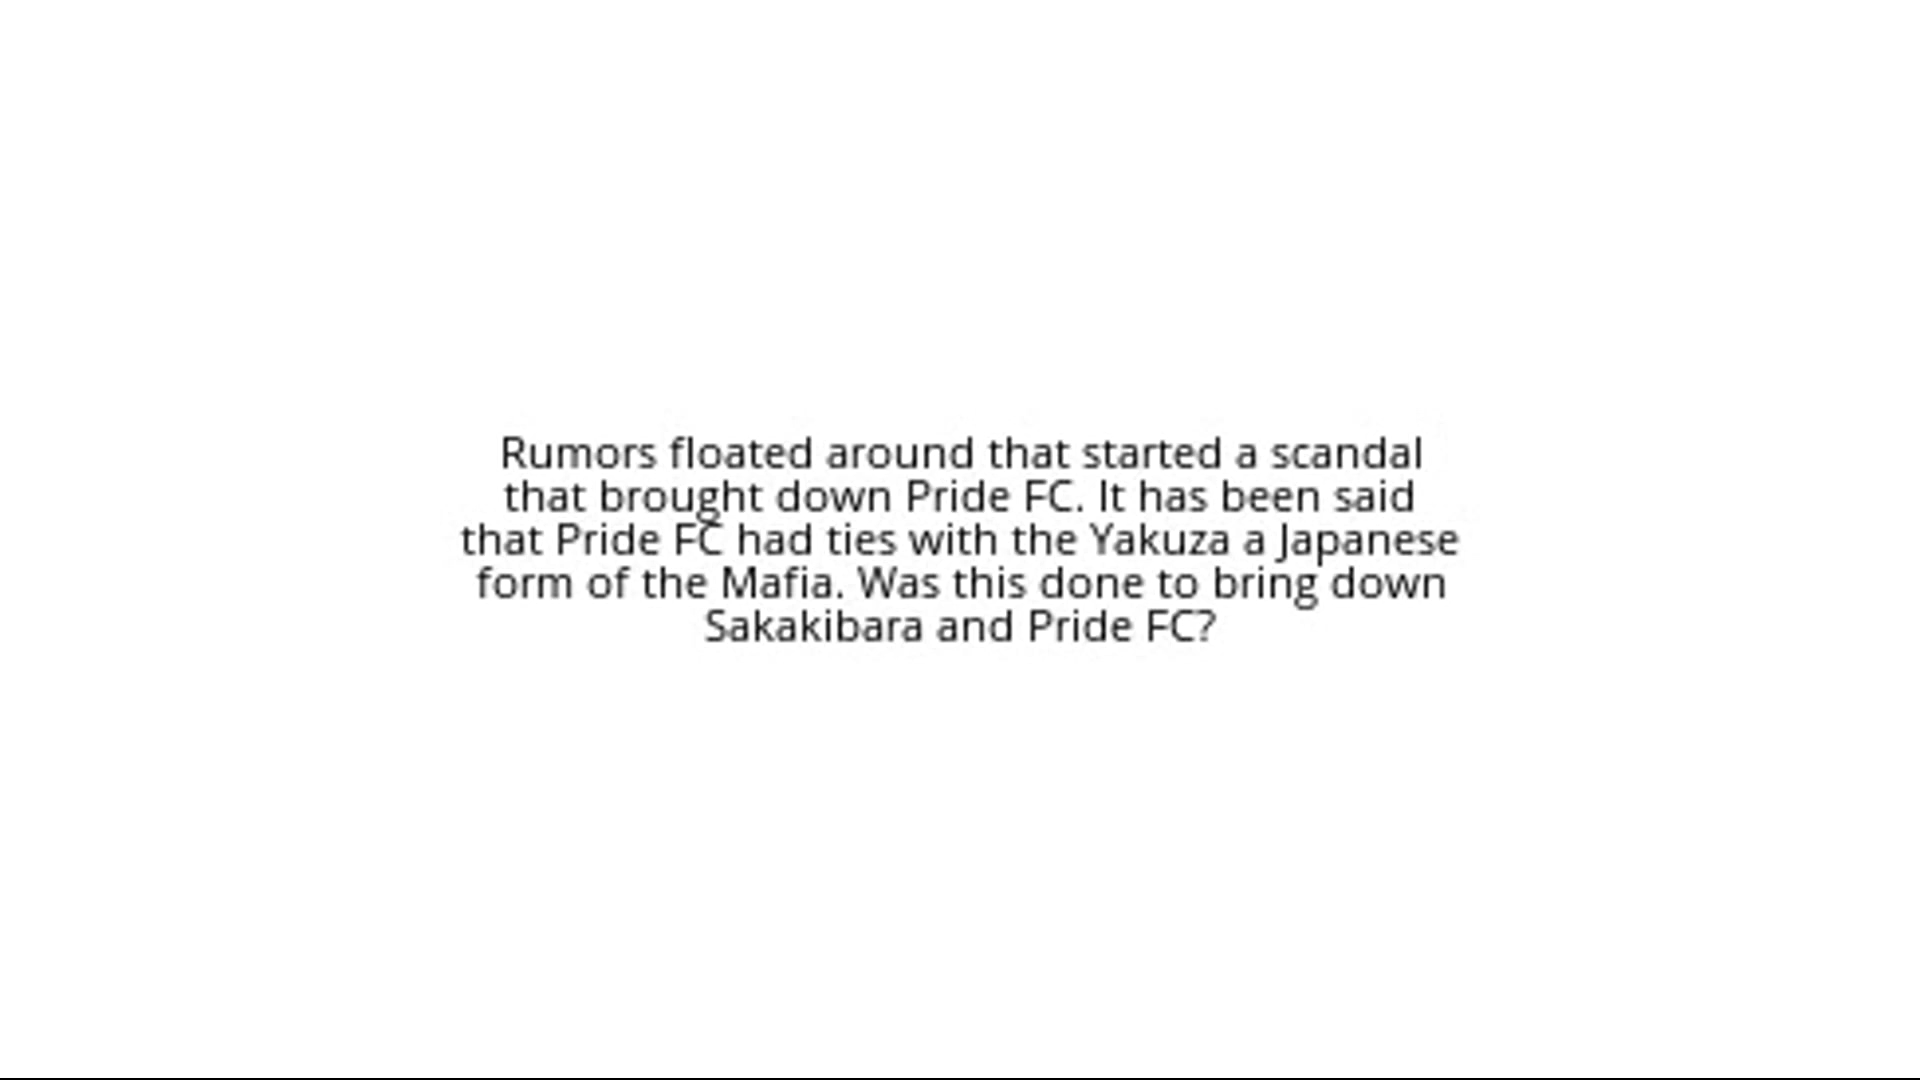 Rumors floated around that started a scandal
that brought down Pride FC. It has been said
that Pride FC had ties with the Yakuza a Japanese
form of the Mafia. Was this done to bring down
Sakakibara and Pride FC?